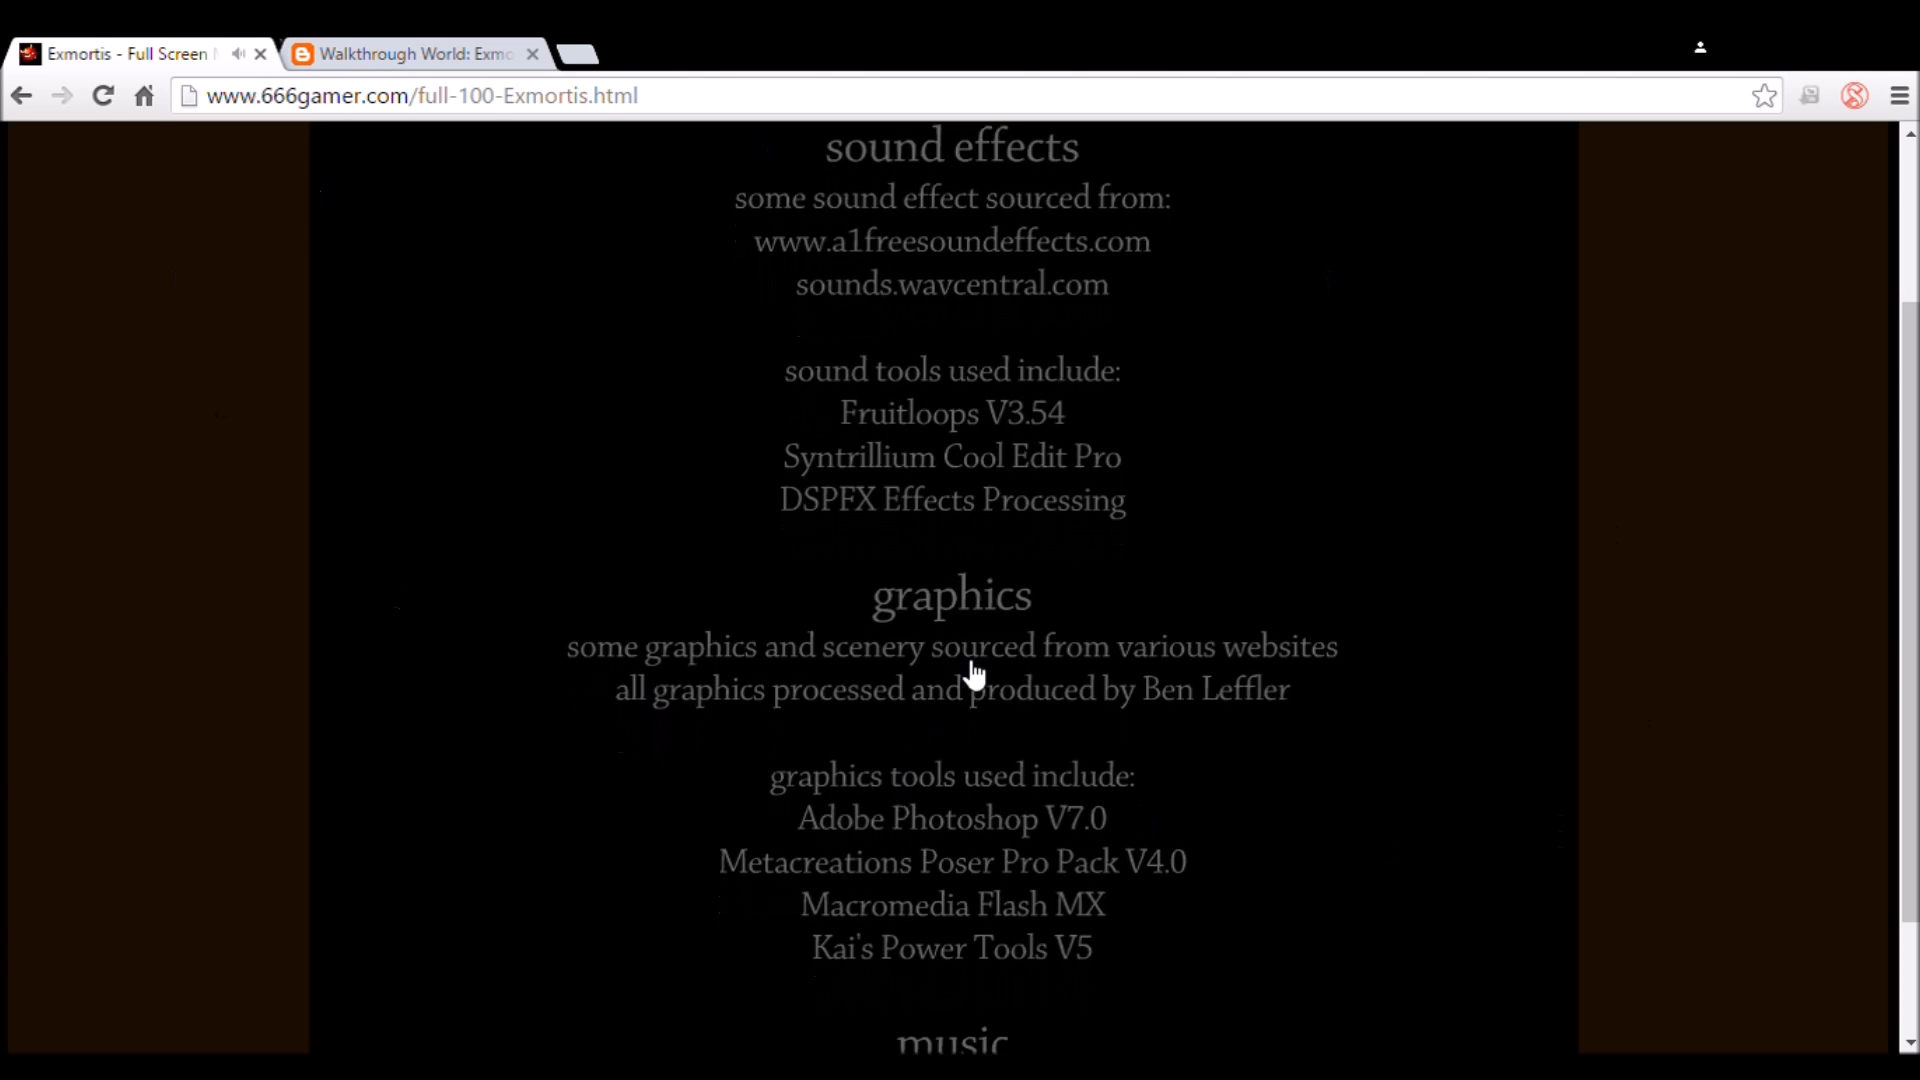 Exmortis - Full Screen
Walkthrough World: Exmo
www.666gamer.com/full-100-Exmortis.html
sound effects
some sound effect sourced from:
www.a1freesoundeffects.com
sounds.wavcentral.com
sound tools used include:
Fruitloops V3.54
Syntrillium Cool Edit Pro
DSPFX Effects Processing
graphics
some graphics and scenery sourced from various websites
all graphics processed and produced by Ben Leffler
graphics tools used include:
Adobe Photoshop V7.0
Metacreations Poser Pro Pack V4.0
Macromedia Flash MX
Kai's Power Tools V5
music